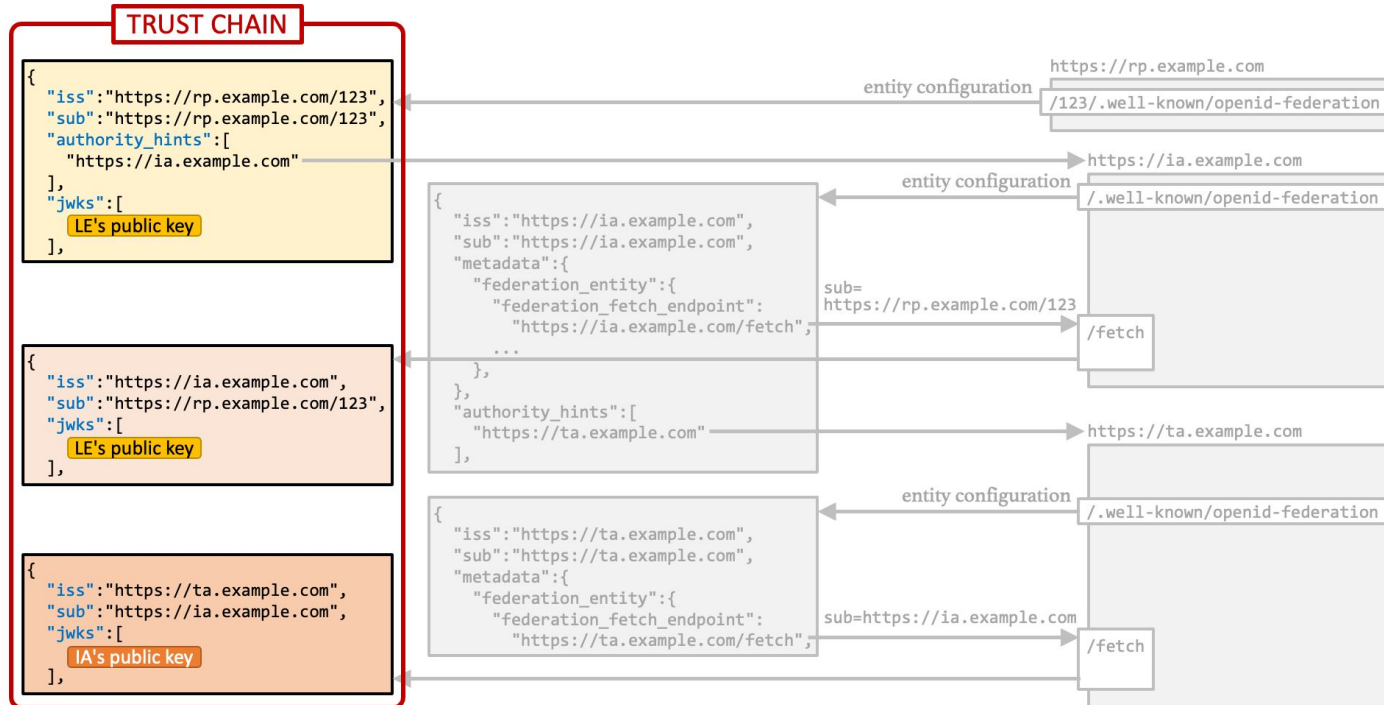 TRUST CHAIN
{
"iss":"https://rp.example.com/123",
"sub":"https://rp.example.com/123",
"authority_hints":[
"https://ia.example.com"
],
"jwks":[
LE's public key
],
{
"iss":"https://ia.example.com",
"sub":"https://rp.example.com/123",
"jwks":[
LE's public key
],
{
"iss":"https://ta.example.com",
"sub":"https://ia.example.com",
"jwks":[
IA's public key
],
{
"iss":"https://ia.example.com",
"sub":"https://ia.example.com",
"metadata":{
"federation_entity":{
"federation_fetch_endpoint":
"https://ia.example.com/fetch",
...
},
},
"authority_hints":[
"https://ta.example.com"
],
{
"iss":"https://ta.example.com",
"sub":"https://ta.example.com",
"metadata":{
"federation_entity":{
"federation_fetch_endpoint":
"https://ta.example.com/fetch",
entity configuration
https://rp.example.com
/123/.well-known/openid-federation
https://ia.example.com
entity configuration
/.well-known/openid-federation
sub=
https://rp.example.com/123
/fetch
https://ta.example.com
entity configuration
/.well-known/openid-federation
sub=https://ia.example.com
/fetch